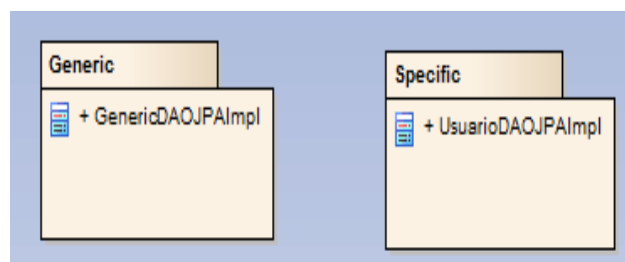 Generic
+ GenericDAOJPAImpl
Specific
+ UsuarioDAOJPAImpl